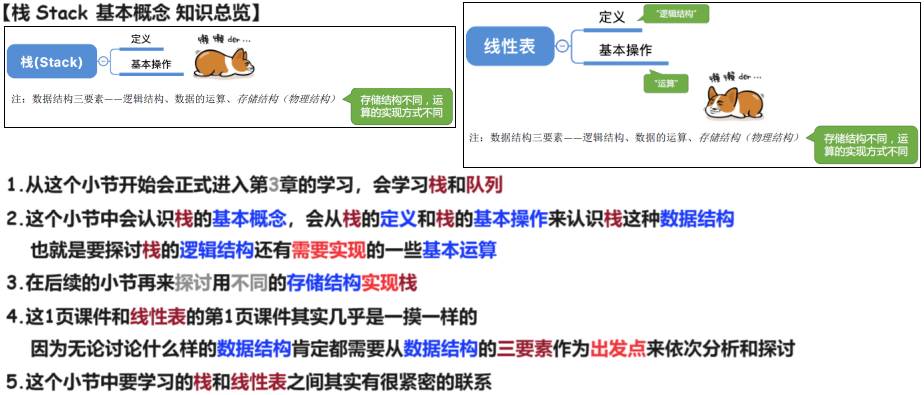 【栈 Stack 基本概念 知识总览】
栈(Stack)
定义
基本操作
懒 懒 der...
注：数据结构三要素——逻辑结构、数据的运算、存储结构（物理结构）
存储结构不同，运
算的实现方式不同
线性表
定义
“逻辑结构”
基本操作
“运算”
懒 懒 der...
注：数据结构三要素——逻辑结构、数据的运算、存储结构（物理结构）
存储结构不同，运
算的实现方式不同
1.从这个小节开始会正式进入第3章的学习，会学习栈和队列
2.这个小节中会认识栈的基本概念，会从栈的定义和栈的基本操作来认识栈这种数据结构
也就是要探讨栈的逻辑结构还有需要实现的一些基本运算
3.在后续的小节再来探讨用不同的存储结构实现栈
4.这1页课件和线性表的第1页课件其实几乎是一摸一样的
因为无论讨论什么样的数据结构肯定都需要从数据结构的三要素作为出发点来依次分析和探讨
5.这个小节中要学习的栈和线性表之间其实有很紧密的联系